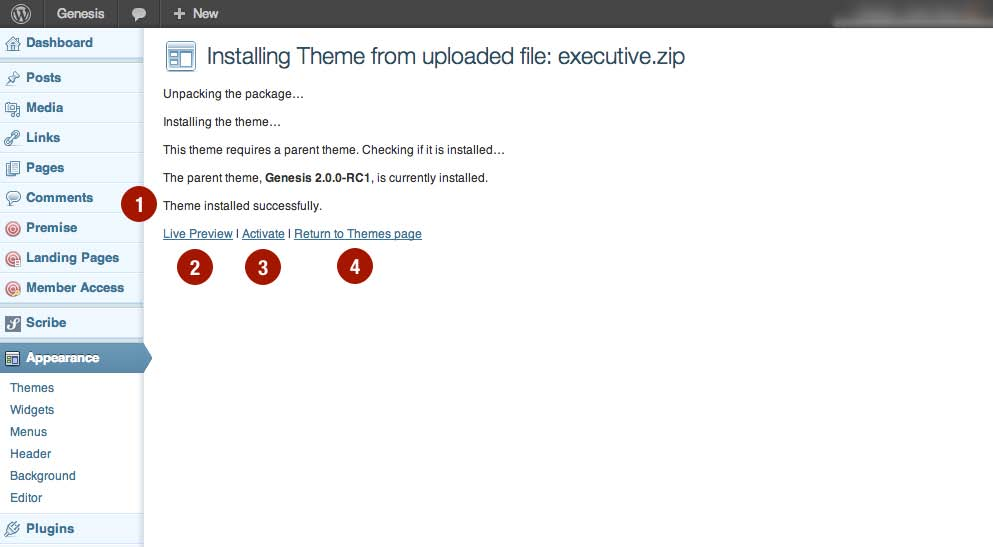 Genesis
New
Dashboard
Posts
Media
Links
Pages
Comments
Premise
Landing Pages
Member Access
Scribe
Appearance
Themes
Widgets
Menus
Header
Background
Editor
Plugins
Installing Theme from uploaded file: executive.zip
Unpacking the package…
Installing the theme…
This theme requires a parent theme. Checking if it is installed…
The parent theme, Genesis 2.0.0-RC1, is currently installed.
1
Theme installed successfully.
Live Preview | Activate | Return to Themes page
2 3 4